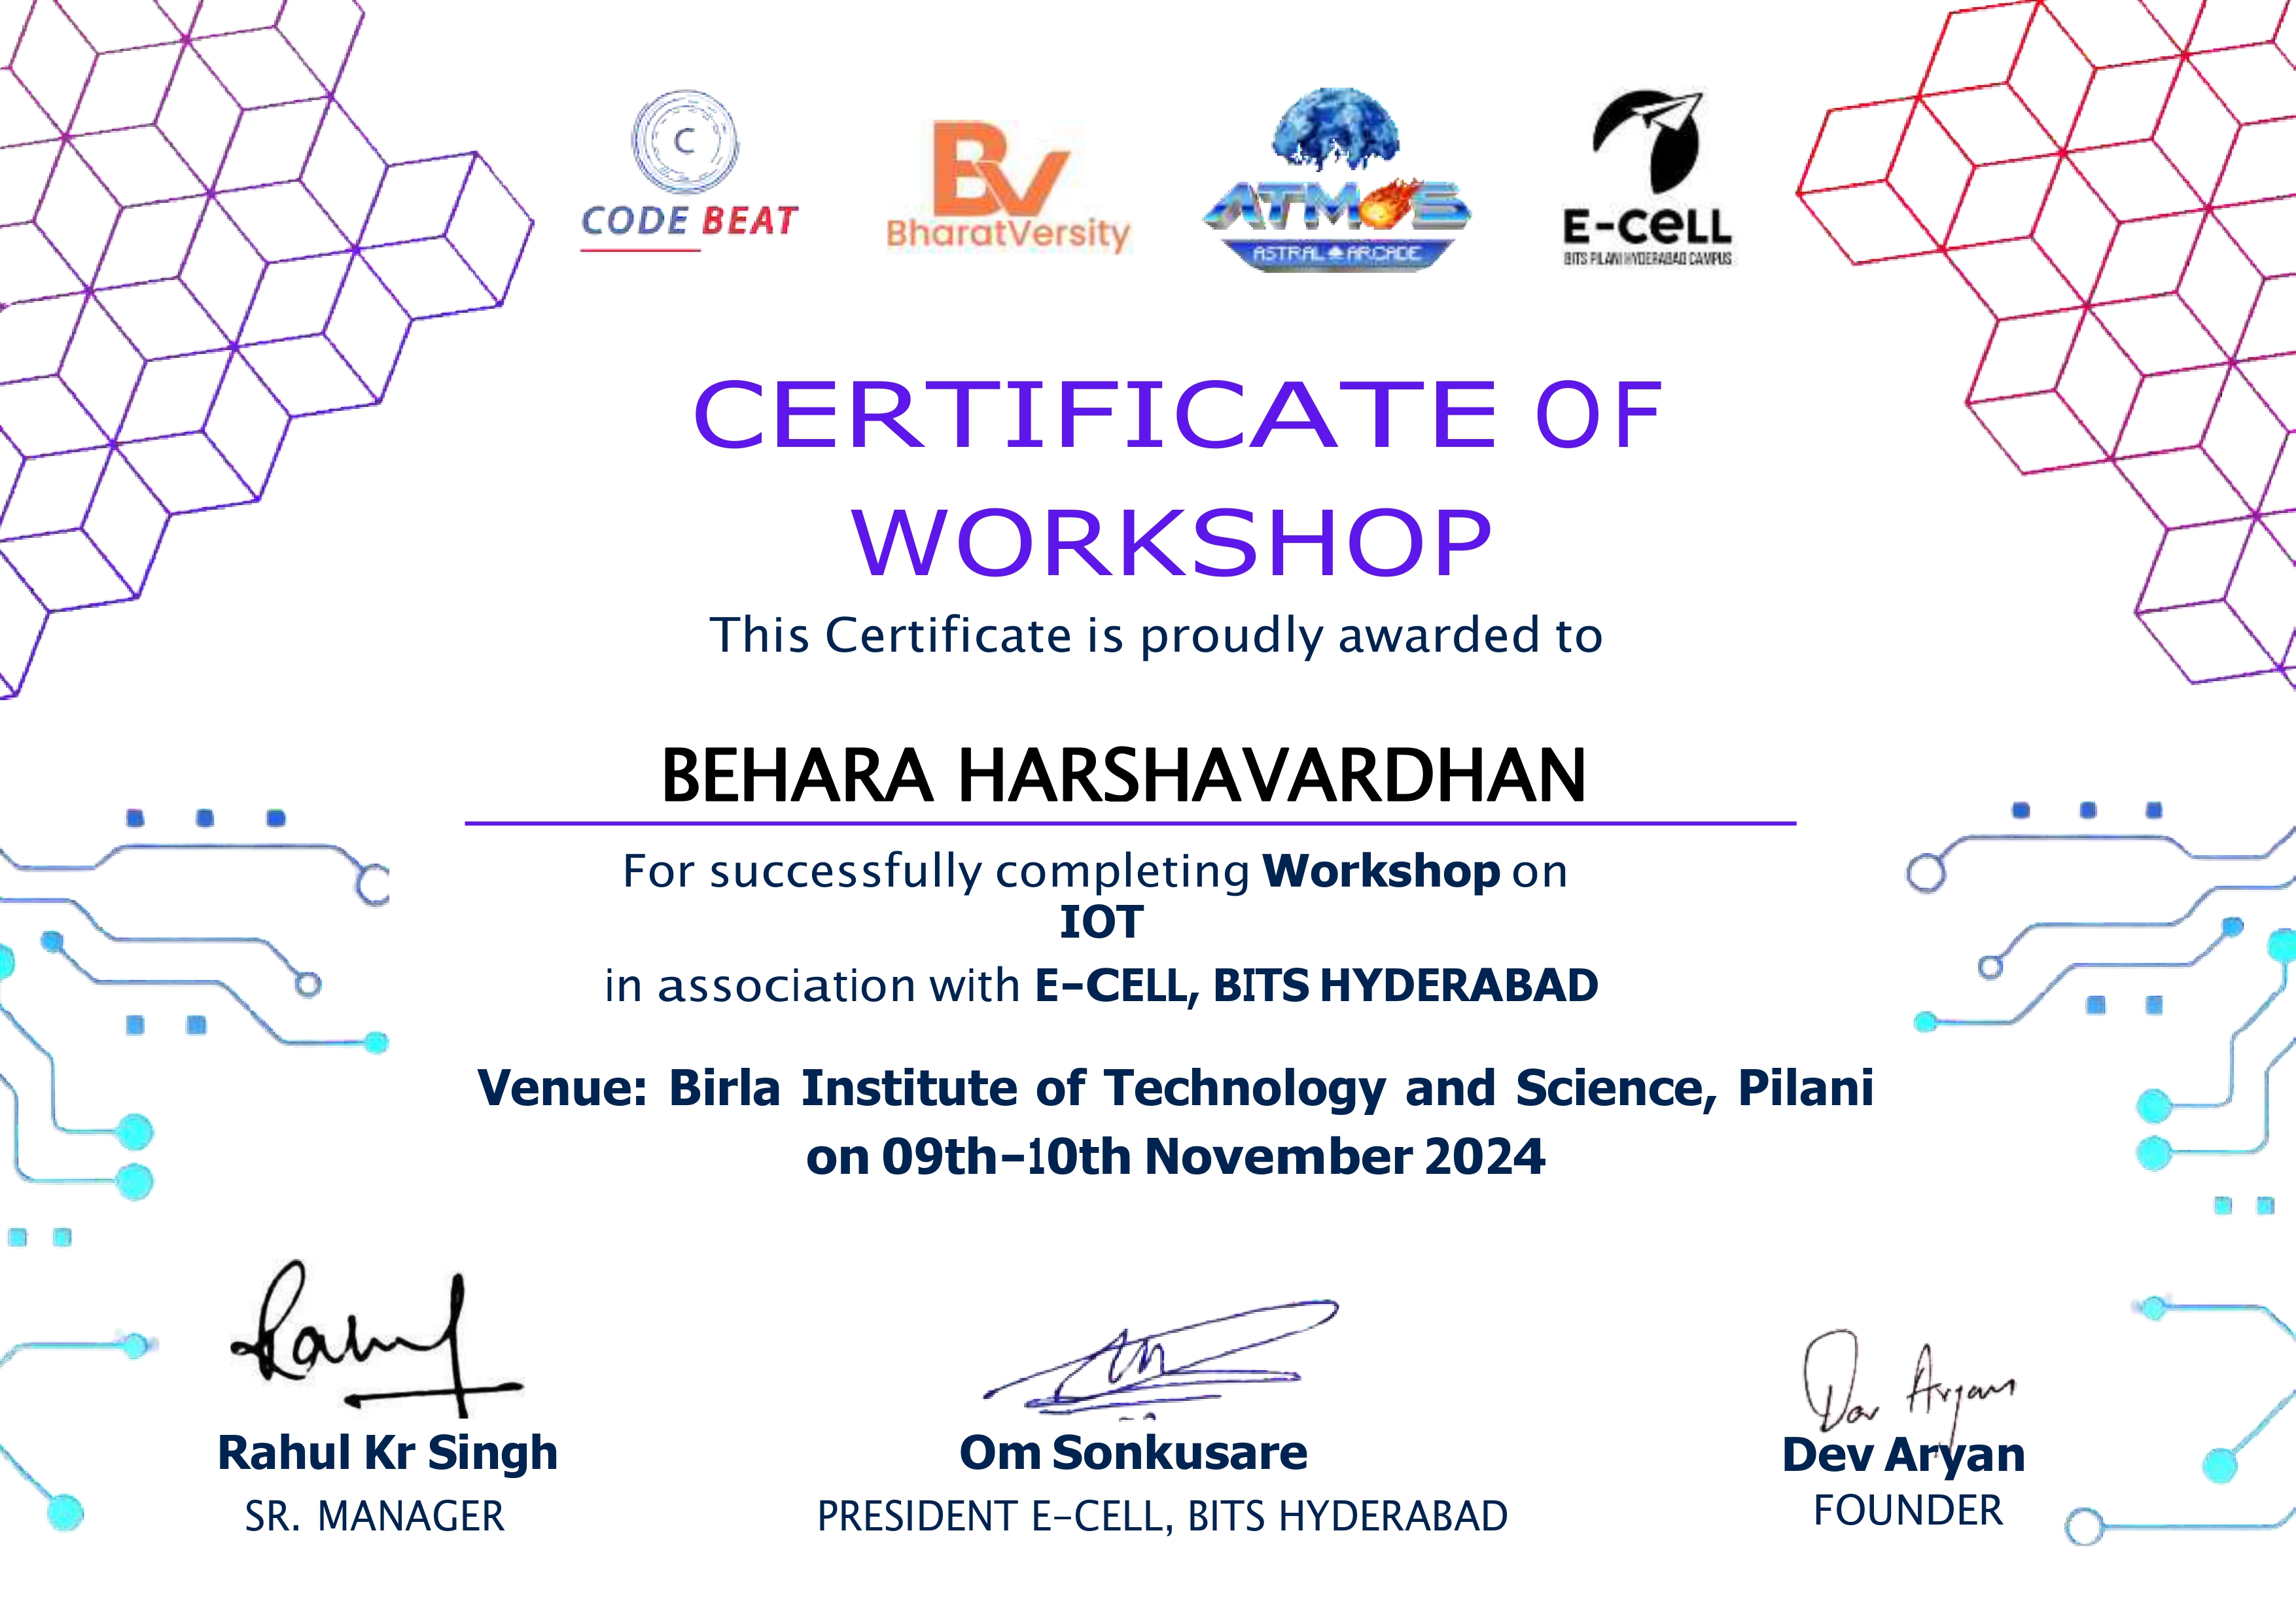 C
CODE BEAT
BV
BharatVersity
ATMOS
ASTRAL ♠ ARCADE
E-CELL
BITS PILANI HYDERABAD CAMPUS
CERTIFICATE OF
WORKSHOP
This Certificate is proudly awarded to
BEHARA HARSHAVARDHAN
For successfully completing Workshop on
IOT
in association with E-CELL, BITS HYDERABAD
Venue: Birla Institute of Technology and Science, Pilani
on 09th-10th November 2024
Dev Aryan
Rahul Kr Singh
Om Sonkusare
Dev Aryan
SR. MANAGER
PRESIDENT E-CELL, BITS HYDERABAD
FOUNDER